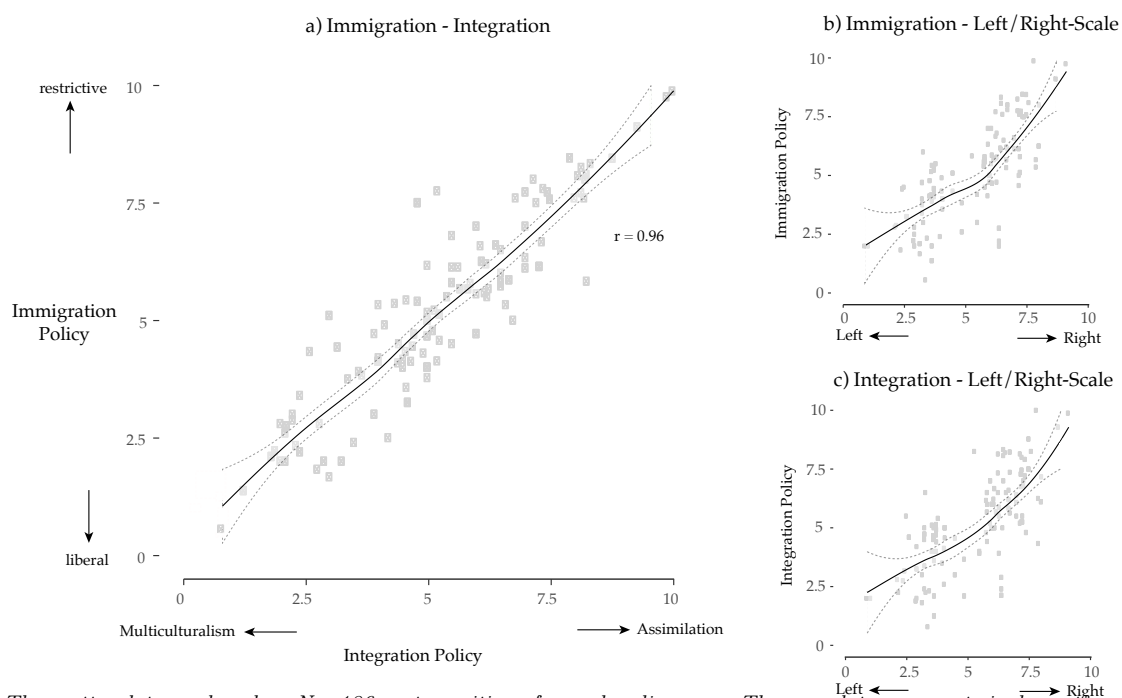 a) Immigration - Integration
restrictive
10
7.5
r = 0.96
Immigration
Policy
5
2.5
liberal
0
0
2.5
5
7.5
10
Multiculturalism
Assimilation
Integration Policy
b) Immigration - Left/Right-Scale
10
7.5
Immigration Policy
5
2.5
0
0
2.5
5
7.5
10
Left
Right
c) Integration - Left/Right-Scale
10
7.5
Integration Policy
5
2.5
0
0
2.5
5
7.5
10
Left
Right